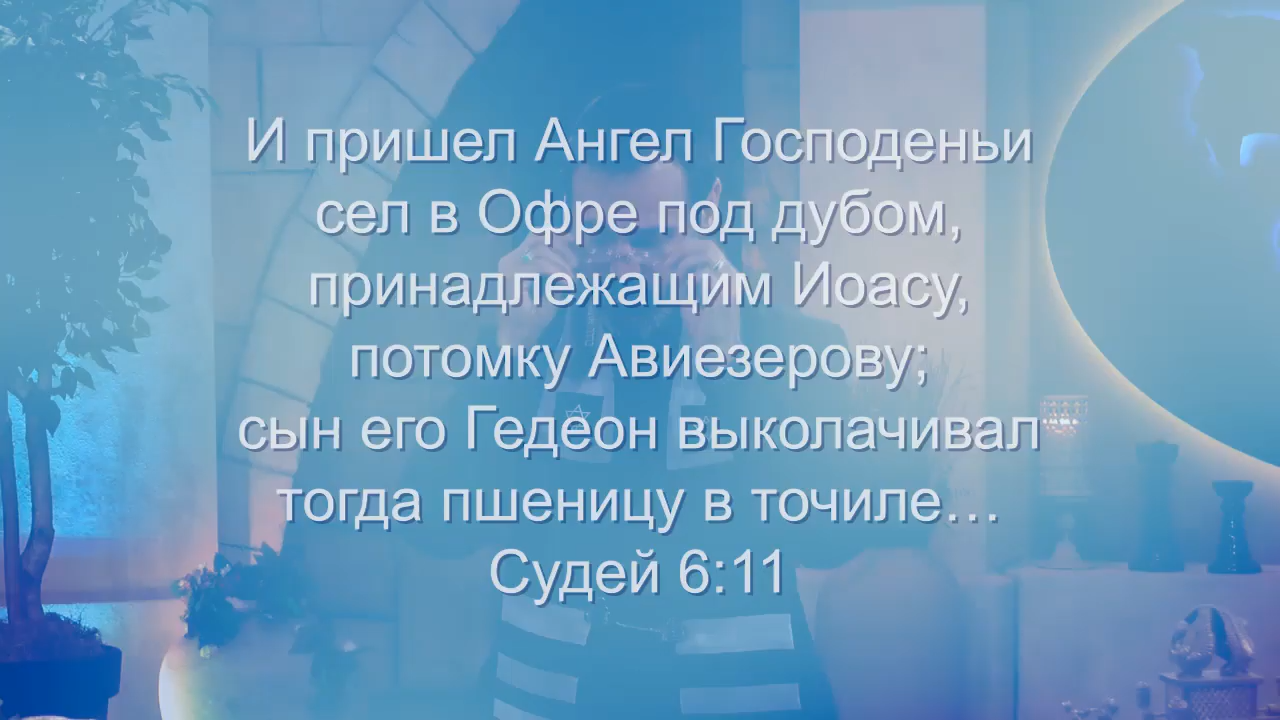 И пришел Ангел Господеньи
сел в Офре под дубом,
принадлежащим Иоасу,
потомку Авиезерову;
сын его Гедеон выколачивал
тогда пшеницу в точиле…
Судей 6:11